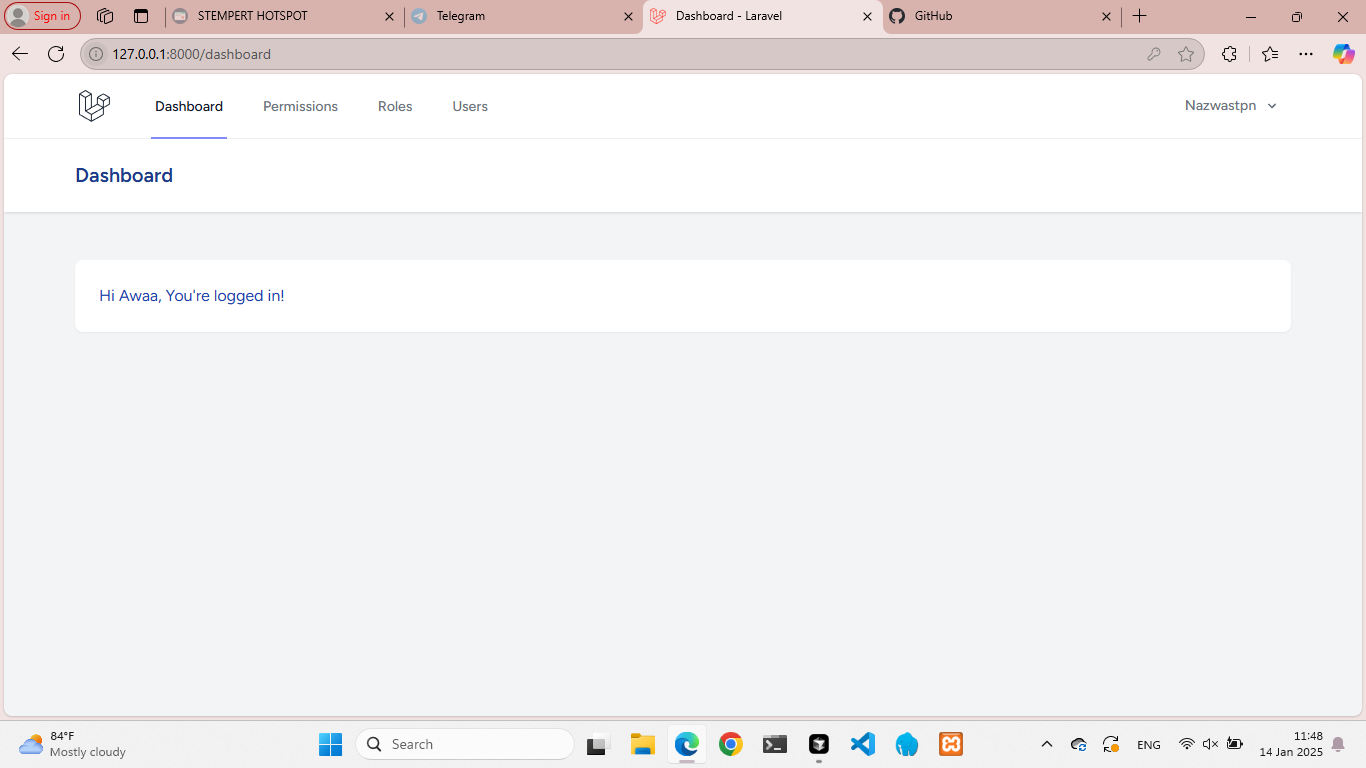 Sign in
STEMPERT HOTSPOT
Telegram
Dashboard - Laravel
GitHub
127.0.0.1:8000/dashboard
Dashboard
Permissions
Roles
Users
Nazwastpn
Dashboard
Hi Awaa, You're logged in!
84°F
Mostly cloudy
Search
ENG
11:48
14 Jan 2025